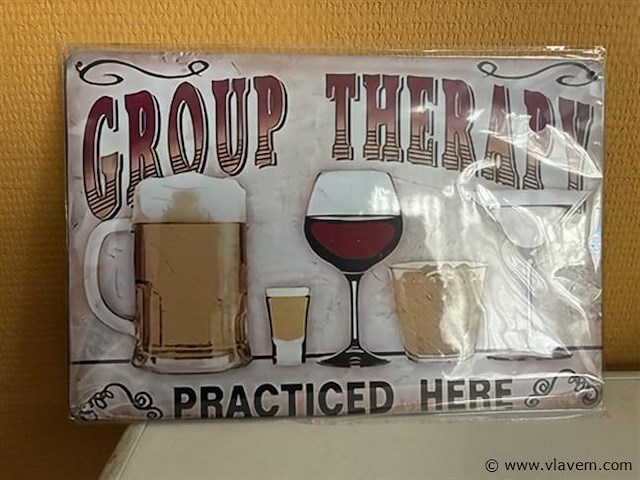 GROUP THERAPY
PRACTICED HERE
© www.vlavem.com